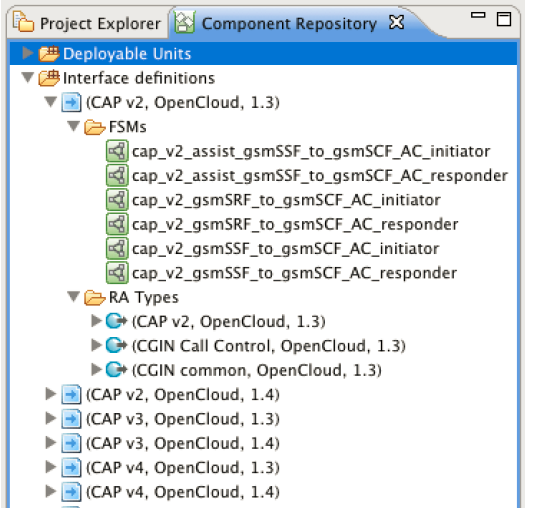 Project Explorer Component Repository
Deployable Units
Interface definitions
(CAP v2, OpenCloud, 1.3)
FSMs
cap_v2_assist_gsmSSF_to_gsmSCF_AC_initiator
cap_v2_assist_gsmSSF_to_gsmSCF_AC_responder
cap_v2_gsmSRF_to_gsmSCF_AC_initiator
cap_v2_gsmSRF_to_gsmSCF_AC_responder
cap_v2_gsmSSF_to_gsmSCF_AC_initiator
cap_v2_gsmSSF_to_gsmSCF_AC_responder
RA Types
(CAP v2, OpenCloud, 1.3)
(CGIN Call Control, OpenCloud, 1.3)
(CGIN common, OpenCloud, 1.3)
(CAP v2, OpenCloud, 1.4)
(CAP v3, OpenCloud, 1.3)
(CAP v3, OpenCloud, 1.4)
(CAP v4, OpenCloud, 1.3)
(CAP v4, OpenCloud, 1.4)